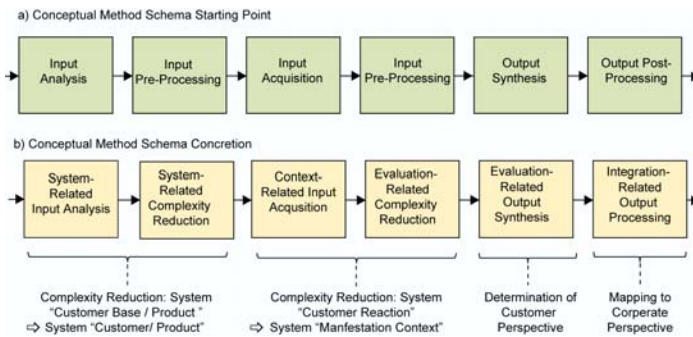 a) Conceptual Method Schema Starting Point
Input
Analysis
Input
Pre-Processing
Input
Acquisition
Input
Pre-Processing
Output
Synthesis
Output Post-
Processing
b) Conceptual Method Schema Concretion
System-
Related
Input Analysis
System-
Related
Complexity
Reduction
Context-
Related Input
Acqusition
Evaluation-
Related
Complexity
Reduction
Evaluation-
Related
Output
Synthesis
Integration-
Related
Output
Processing
Complexity Reduction: System
"Customer Base / Product "
⇨ System "Customer/ Product"
Complexity Reduction: System
"Customer Reaction"
⇨ System "Manfestation Context"
Determination of
Customer
Perspective
Mapping to
Corperate
Perspective